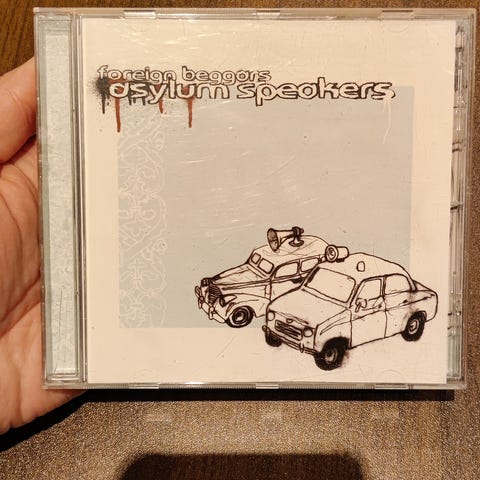 foreign beggars
asylum speakers